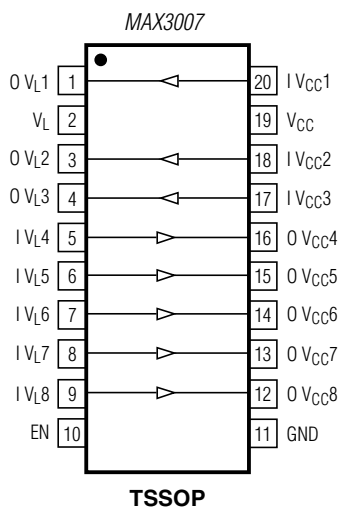 MAX3007
O VL1 1 20 I VCC1
VL 2 19 VCC
O VL2 3 18 I VCC2
O VL3 4 17 I VCC3
I VL4 5 16 O VCC4
I VL5 6 15 O VCC5
I VL6 7 14 O VCC6
I VL7 8 13 O VCC7
I VL8 9 12 O VCC8
EN 10 11 GND
TSSOP